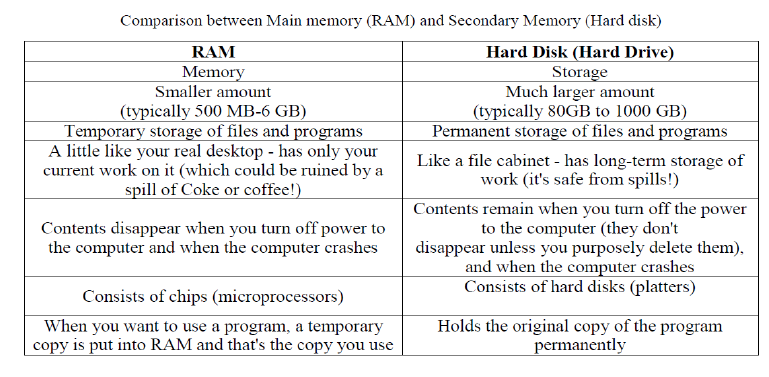 Comparison between Main memory (RAM) and Secondary Memory (Hard disk)
RAM
Hard Disk (Hard Drive)
Memory
Storage
Smaller amount
(typically 500 MB-6 GB)
Much larger amount
(typically 80GB to 1000 GB)
Temporary storage of files and programs
Permanent storage of files and programs
A little like your real desktop - has only your
current work on it (which could be ruined by a
spill of Coke or coffee!)
Like a file cabinet - has long-term storage of
work (it's safe from spills!)
Contents disappear when you turn off power to
the computer and when the computer crashes
Contents remain when you turn off the power
to the computer (they don't
disappear unless you purposely delete them),
and when the computer crashes
Consists of chips (microprocessors)
Consists of hard disks (platters)
When you want to use a program, a temporary
copy is put into RAM and that's the copy you use
Holds the original copy of the program
permanently